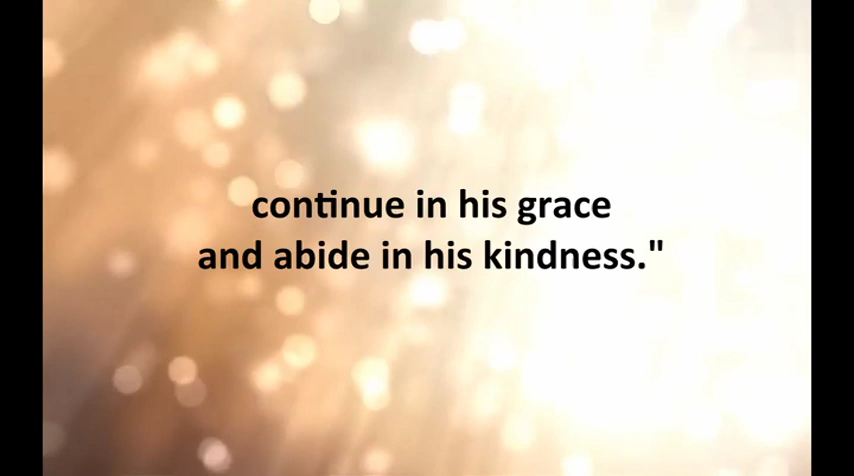 continue in his grace
and abide in his kindness."